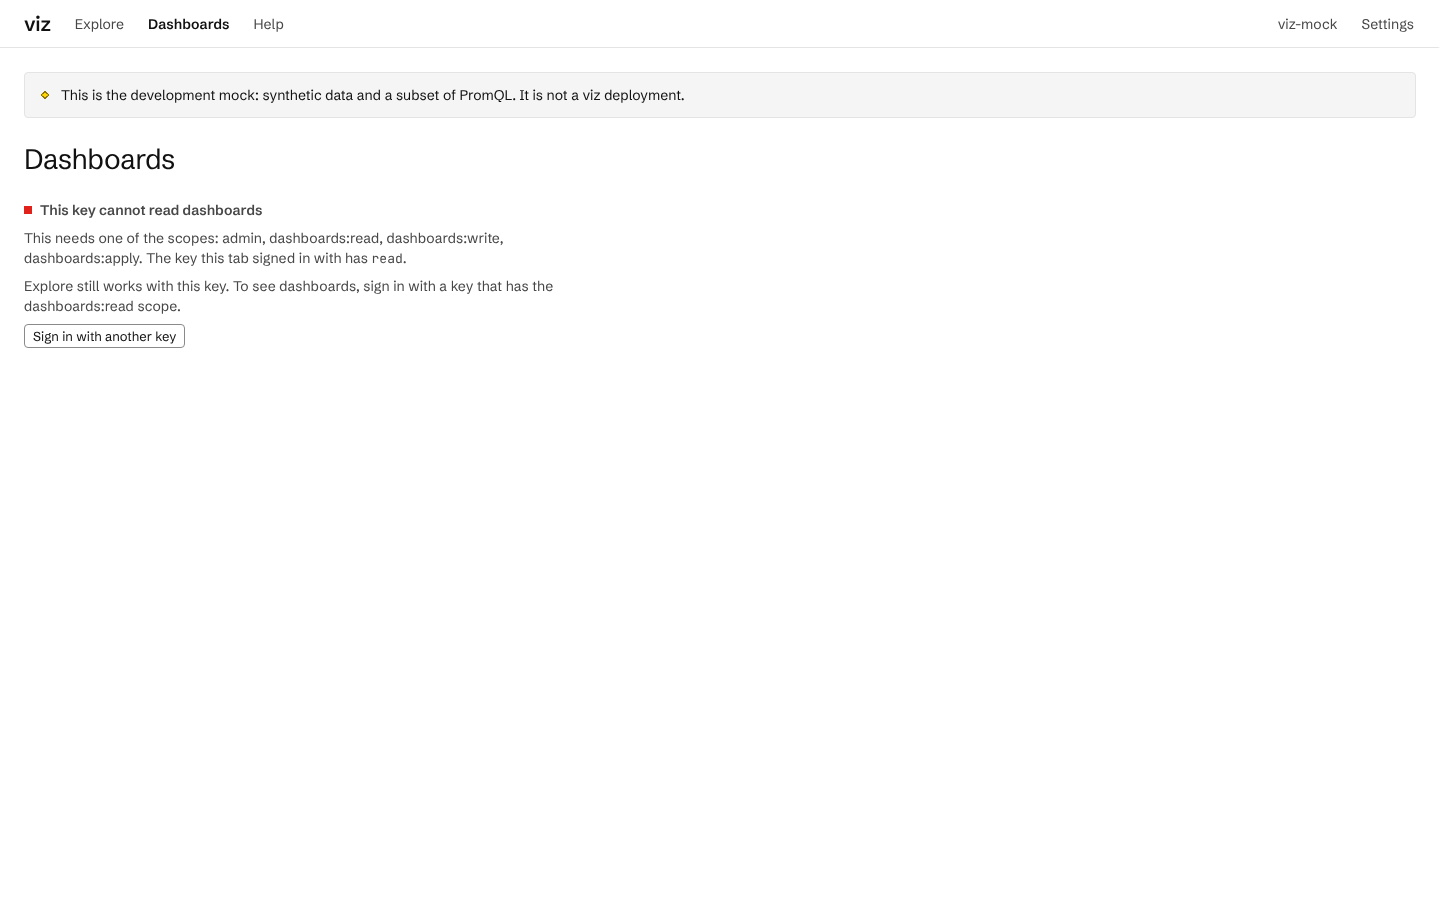 viz Explore Dashboards Help viz-mock Settings
This is the development mock: synthetic data and a subset of PromQL. It is not a viz deployment.
Dashboards
This key cannot read dashboards
This needs one of the scopes: admin, dashboards:read, dashboards:write,
dashboards:apply. The key this tab signed in with has read.
Explore still works with this key. To see dashboards, sign in with a key that has the
dashboards:read scope.
Sign in with another key